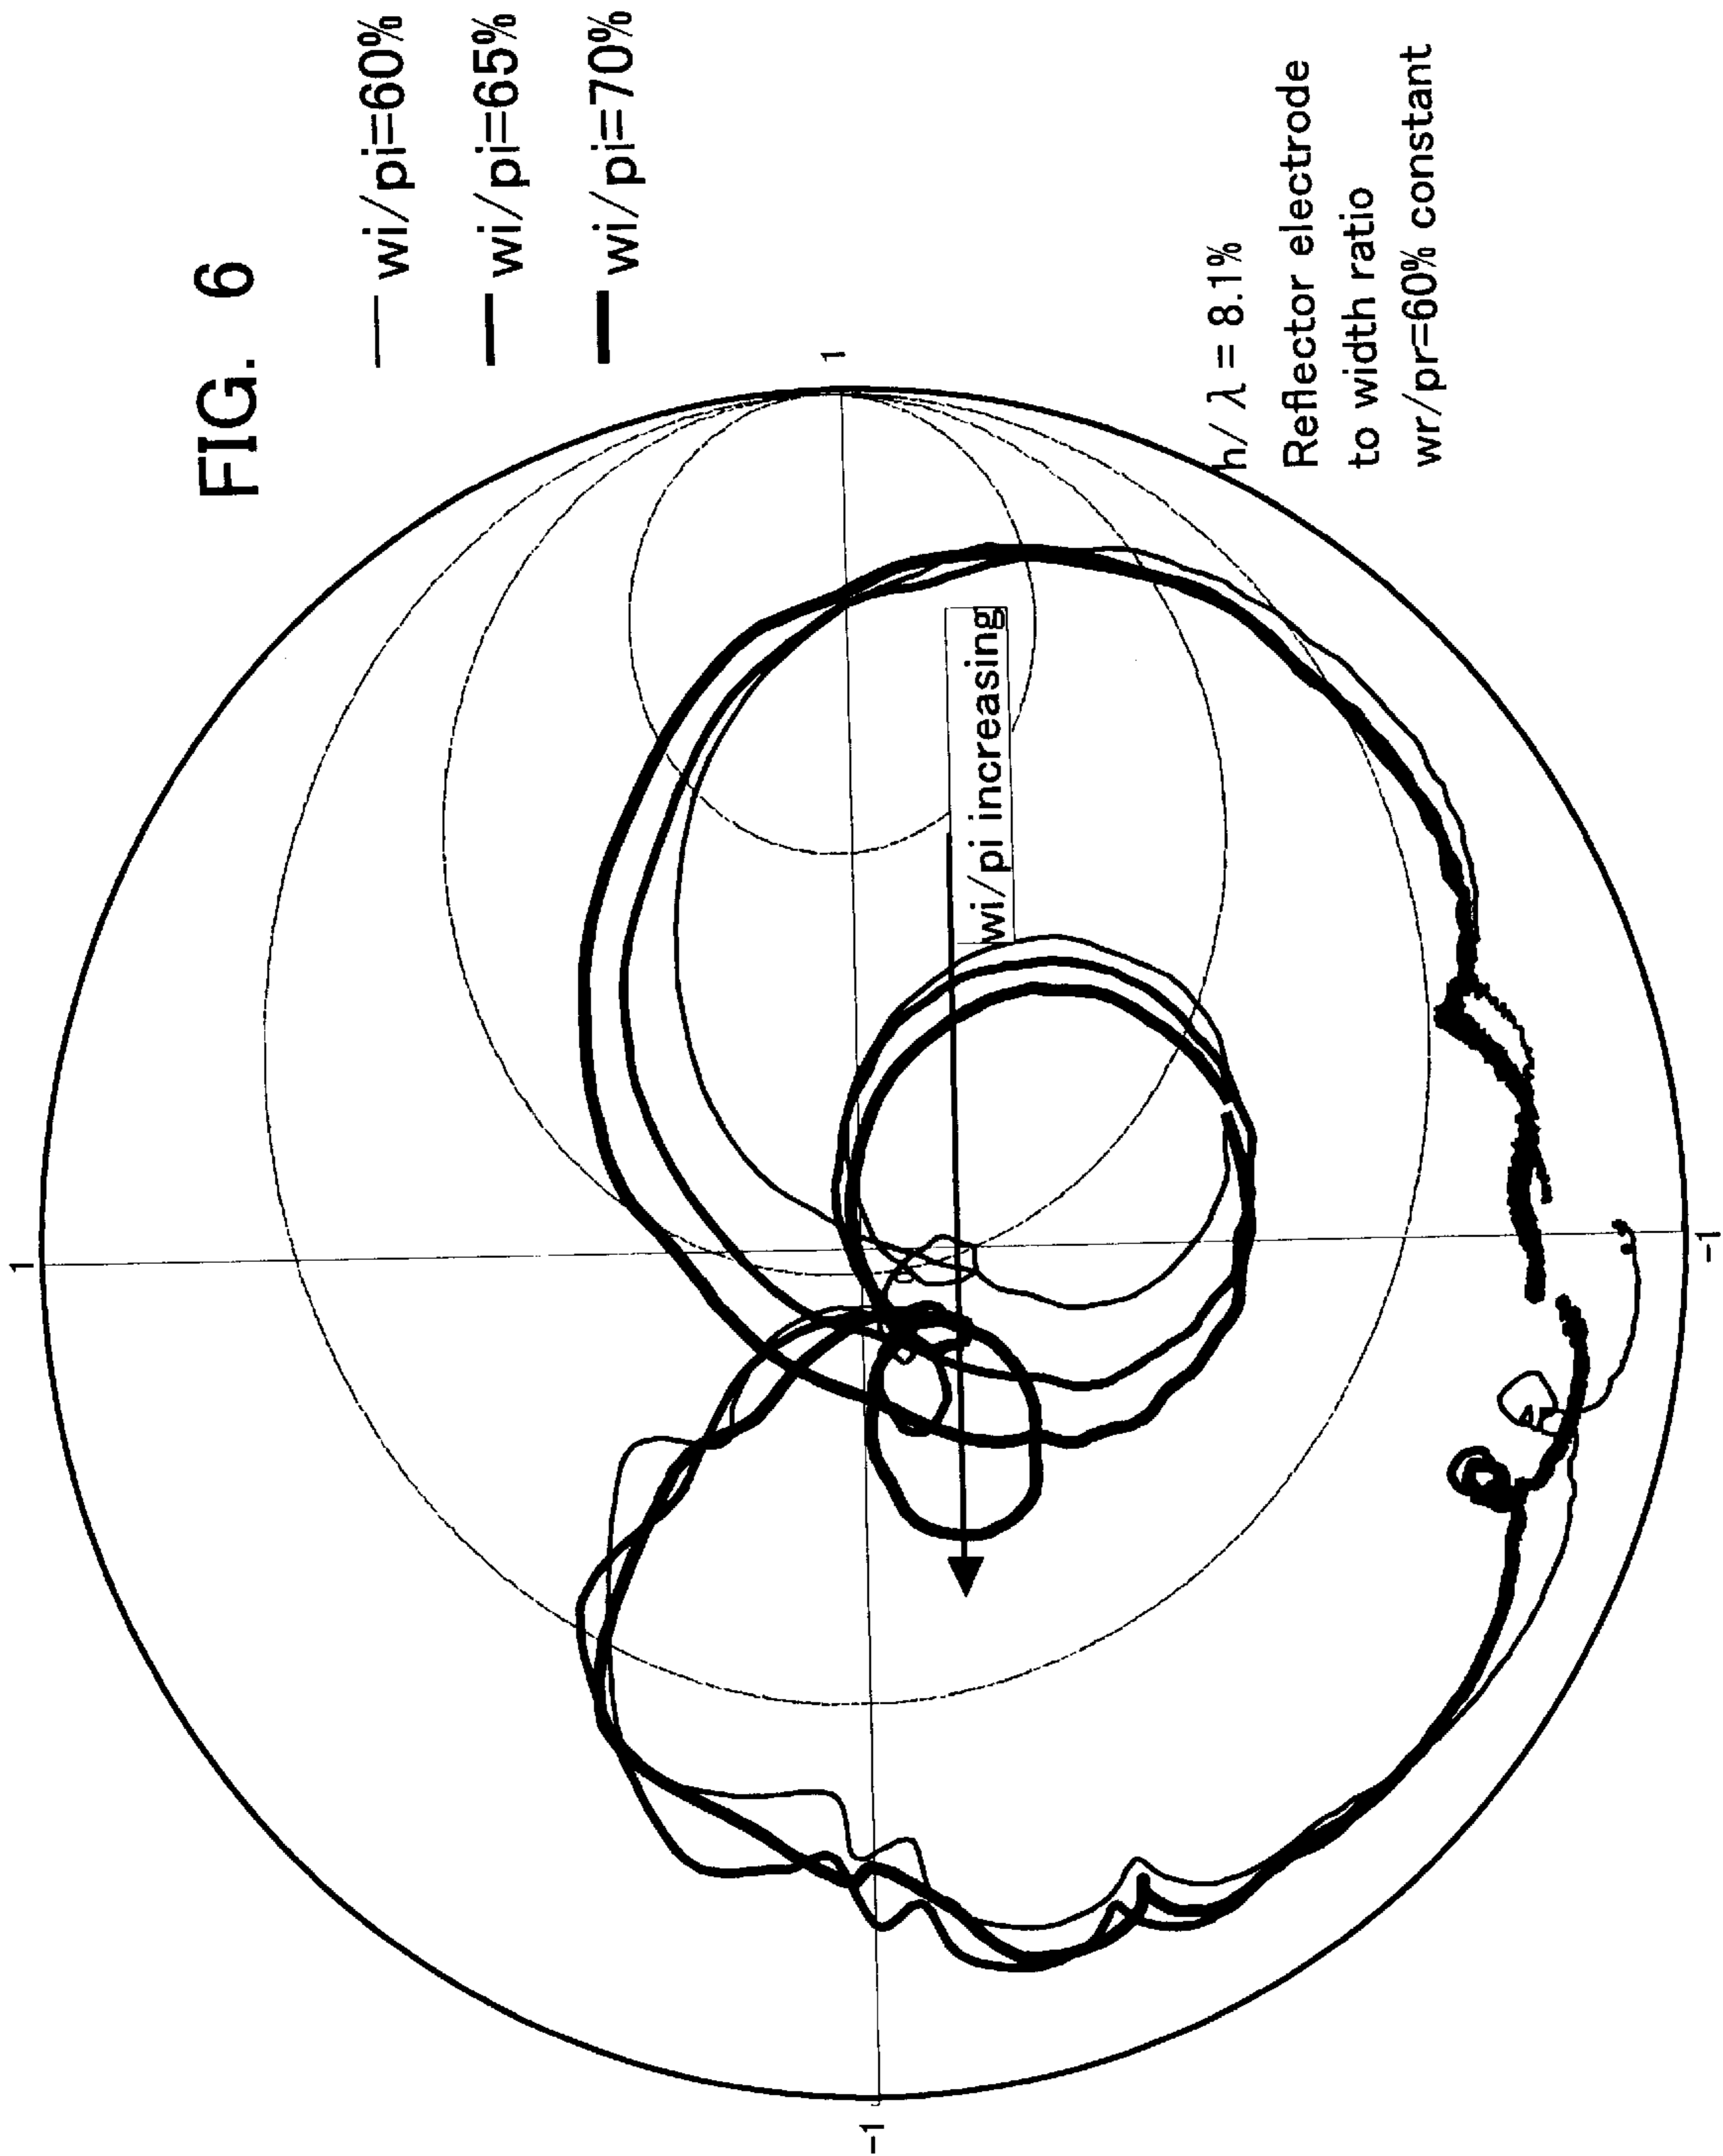 FIG. 6
wi/pi=60%
wi/pi=65%
wi/pi=70%
1
1
-1
-1
wi/pi increasing
h/λ = 8.1%
Reflector electrode
to width ratio
wr/pr=60% constant